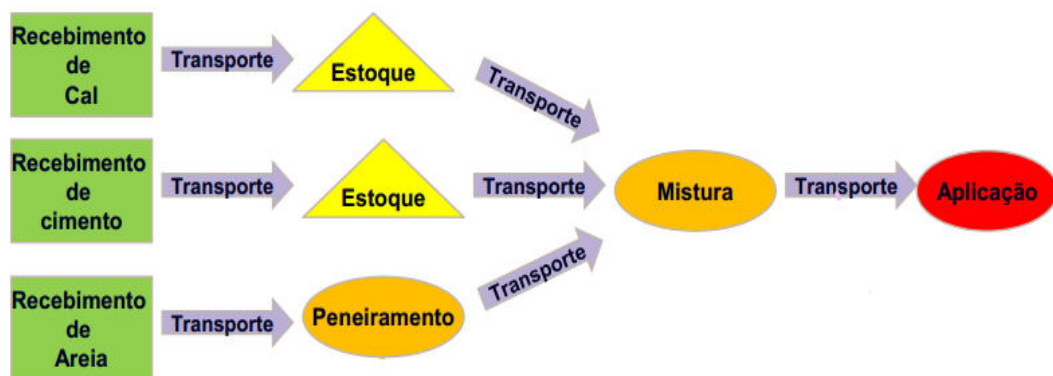 Recebimento
de
Cal
Transporte
Estoque
Transporte
Recebimento
de
cimento
Transporte
Estoque
Transporte
Mistura
Transporte
Aplicação
Recebimento
de
Areia
Transporte
Peneiramento
Transporte